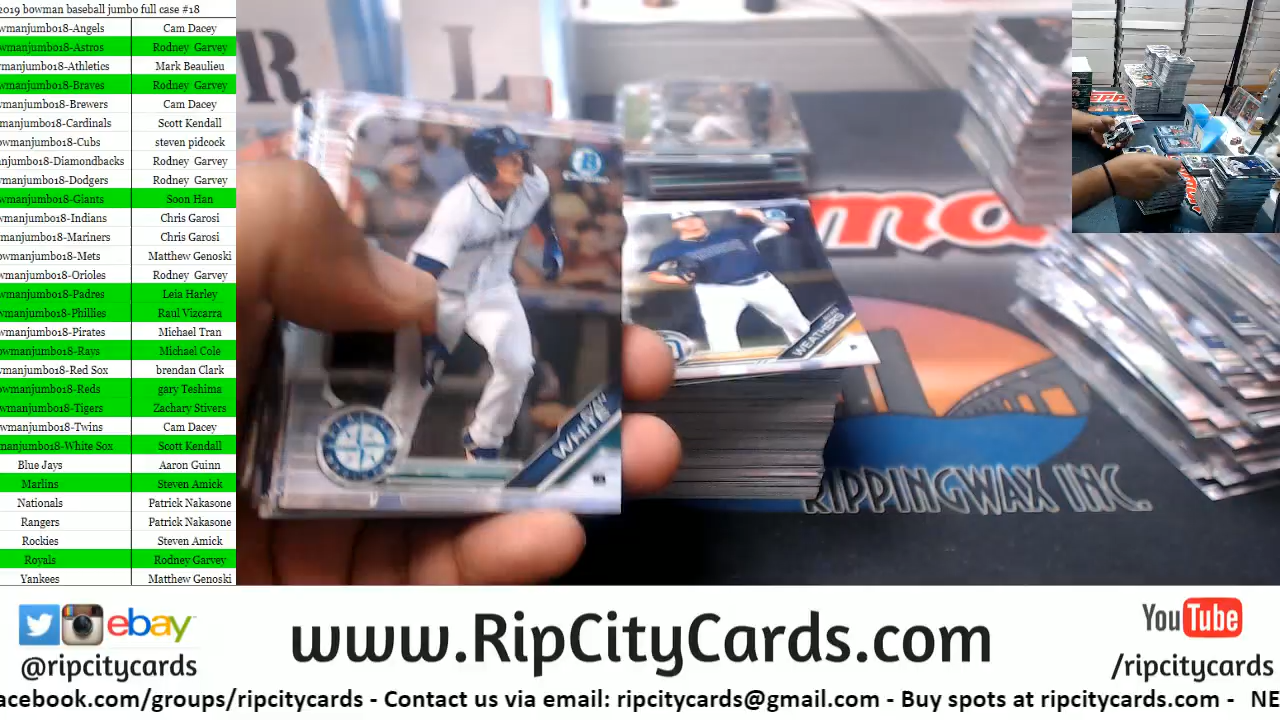 2019 bowman baseball jumbo full case #18
wmanjumbo18-Angels Cam Dacey
owmanjumbo18-Astros Rodney Garvey
wmanjumbo18-Athletics Mark Beaulieu
wmanjumbo18-Braves Rodney Garvey
wmanjumbo18-Brewers Cam Dacey
manjumbo18-Cardinals Scott Kendall
owmanjumbo18-Cubs steven pidcock
njumbo18-Diamondbacks Rodney Garvey
wmanjumbo18-Dodgers Rodney Garvey
wmanjumbo18-Giants Soon Han
wmanjumbo18-Indians Chris Garosi
manjumbo18-Mariners Chris Garosi
owmanjumbo18-Mets Matthew Genoski
manjumbo18-Orioles Rodney Garvey
wmanjumbo18-Padres Leia Harley
wmanjumbo18-Phillies Raul Vizcarra
wmanjumbo18-Pirates Michael Tran
owmanjumbo18-Rays Michael Cole
wmanjumbo18-Red Sox brendan Clark
owmanjumbo18-Reds gary Teshima
wmanjumbo18-Tigers Zachary Stivers
wmanjumbo18-Twins Cam Dacey
manjumbo18-White Sox Scott Kendall
Blue Jays Aaron Guinn
Marlins Steven Amick
Nationals Patrick Nakasone
Rangers Patrick Nakasone
Rockies Steven Amick
Royals Rodney Garvey
Yankees Matthew Genoski
R L
WHITE
WEATHERS
RIPPINGWAX INC.
ebay
@ripcitycards
www.RipCityCards.com
YouTube
/ripcitycards
acebook.com/groups/ripcitycards - Contact us via email: ripcitycards@gmail.com - Buy spots at ripcitycards.com - NE